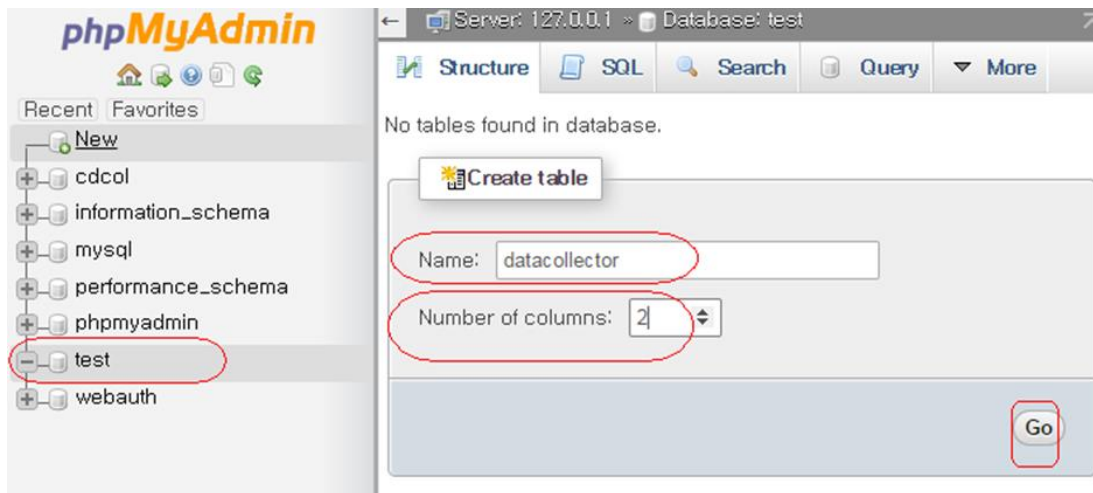 phpMyAdmin
Recent Favorites
New
cdcol
information_schema
mysql
performance_schema
phpmyadmin
test
webauth
Server: 127.0.0.1 » Database: test
Structure SQL Search Query More
No tables found in database.
Create table
Name: datacollector
Number of columns: 2
Go